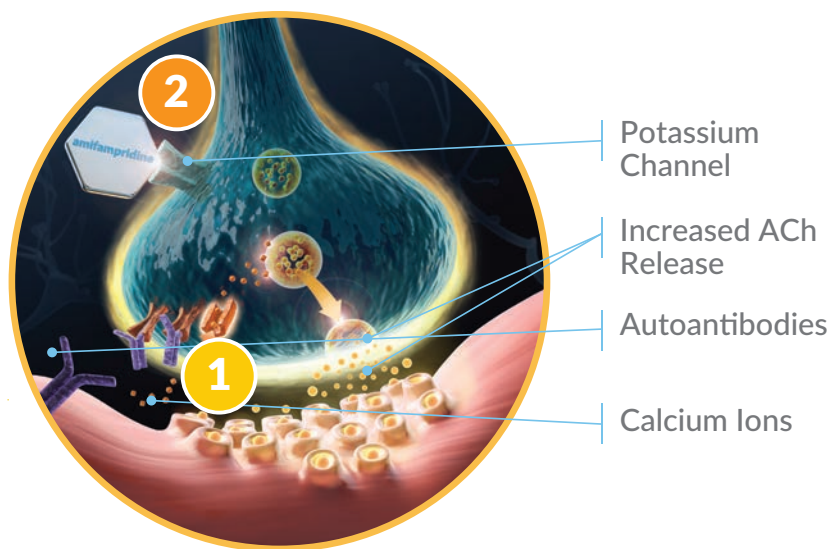 2
amifampridine
Potassium
Channel
Increased ACh
Release
Autoantibodies
1
Calcium Ions